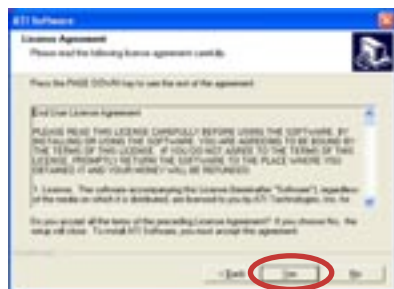 ATI Software
License Agreement
Please read the following license agreement carefully.
Press the PAGE DOWN key to see the rest of the agreement.
End User License Agreement
PLEASE READ THIS LICENSE CAREFULLY BEFORE USING THE SOFTWARE. BY
INSTALLING OR USING THE SOFTWARE, YOU ARE AGREEING TO BE BOUND BY
THE TERMS OF THIS LICENSE. IF YOU DO NOT AGREE TO THE TERMS OF THIS
LICENSE, PROMPTLY RETURN THE SOFTWARE TO THE PLACE WHERE YOU
OBTAINED IT AND YOUR MONEY WILL BE REFUNDED.
1. License. The software accompanying this License (hereinafter "Software"), regardless
of the media on which it is distributed, are licensed to you by ATI Technologies, Inc. for
Do you accept all the terms of the preceding License Agreement? If you choose No, the
setup will close. To install ATI Software, you must accept this agreement.
< Back Yes No